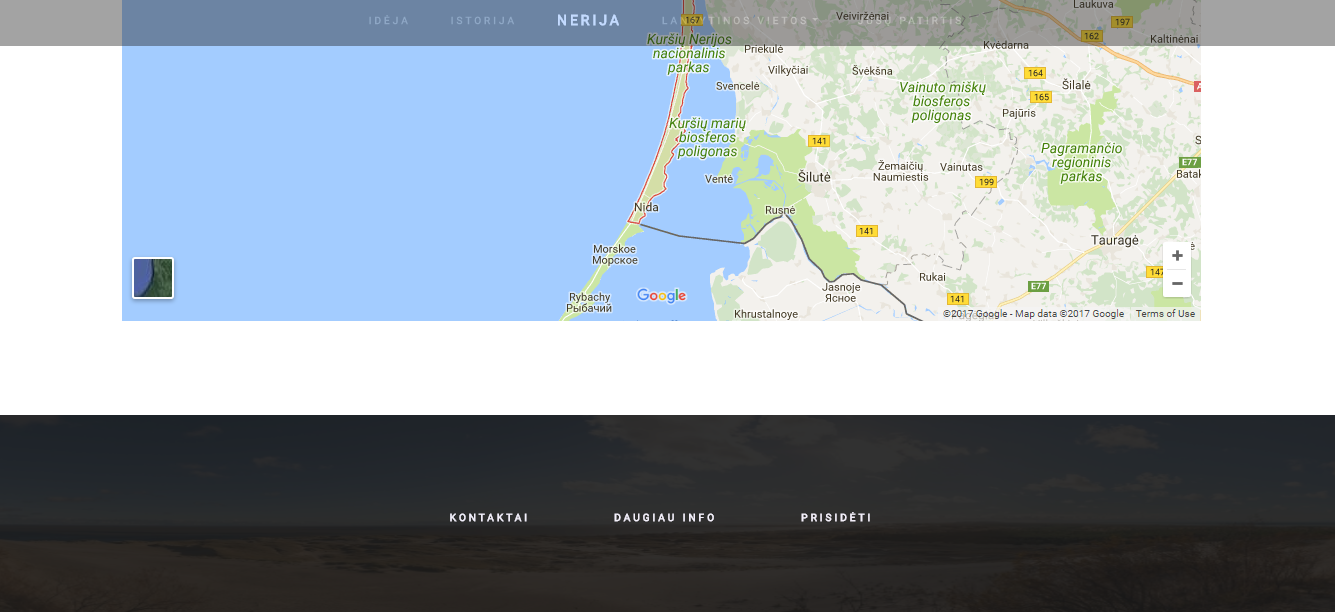 IDĖJA ISTORIJA NERIJA LANKYTINOS VIETOS JŪSŲ PATIRTIS
Laukuva
167
Veiviržėnai
197
162
Kuršių Nerijos
nacionalinis
parkas
Priekulė
Kvėdarna
Kaltinėnai
Vilkyčiai
Švėkšna
164
Svencelė
Vainuto miškų
biosferos
poligonas
Šilalė
165
A
Pajūris
Kuršių marių
biosferos
poligonas
141
Pagramančio
regioninis
parkas
S
E77
Batak
Žemaičių
Naumiestis
Vainutas
Ventė
Šilutė
199
Nida
Rusnė
141
Tauragė
Morskoe
Морское
+
−
147
Rukai
Jasnoje
Ясное
E77
Rybachy
Рыбачий
Google
141
Khrustalnoye
©2017 Google - Map data ©2017 Google Terms of Use
KONTAKTAI DAUGIAU INFO PRISIDĖTI